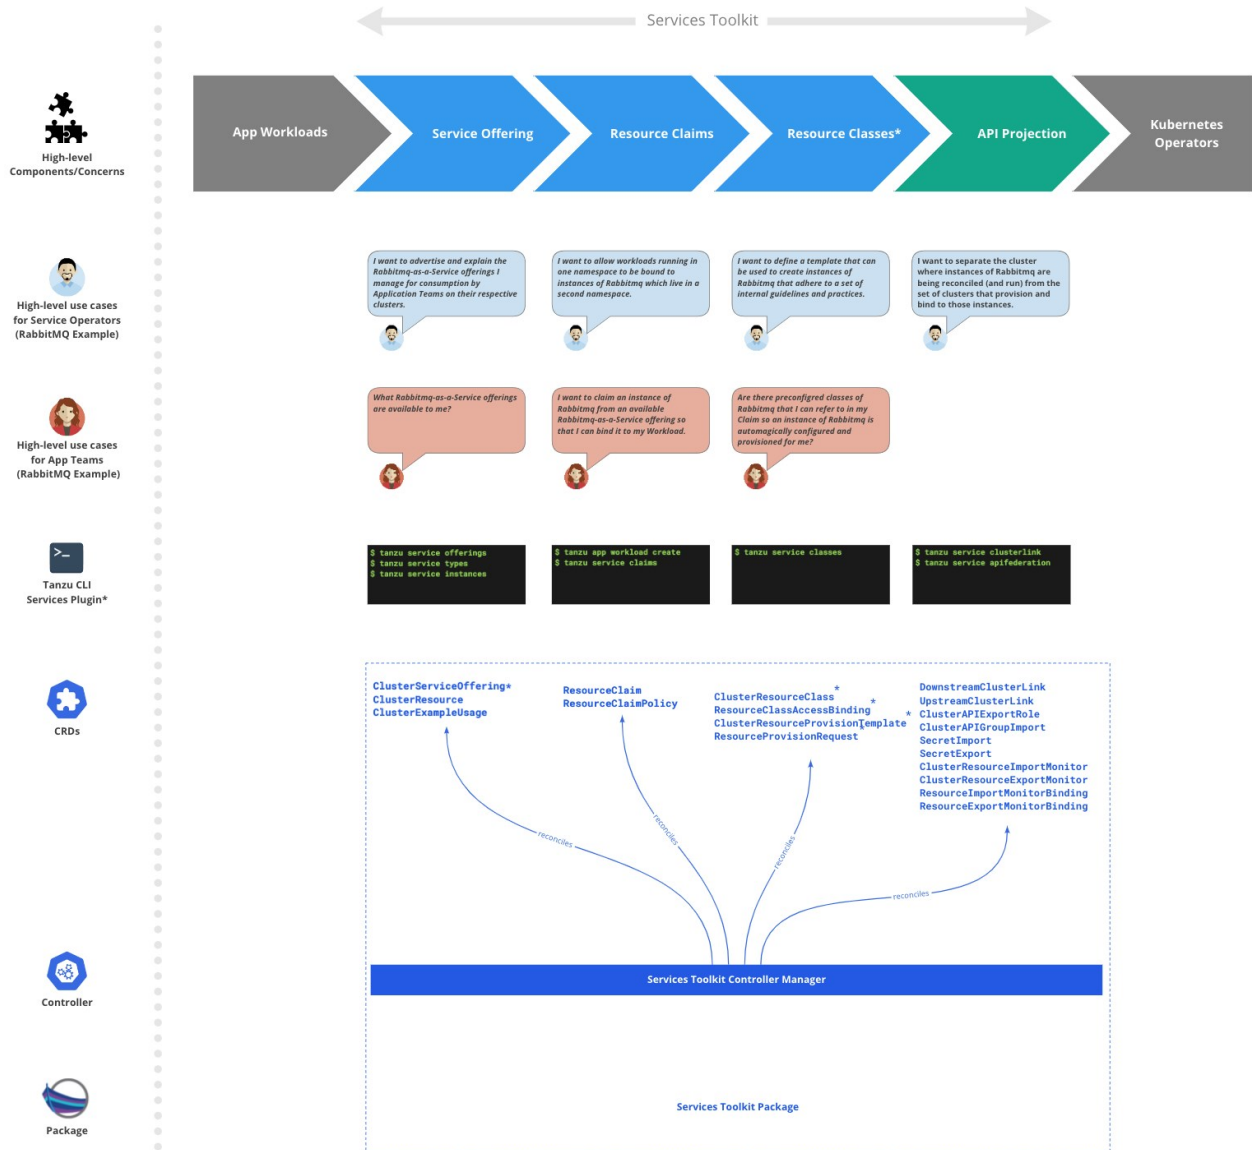 Services Toolkit
High-level
Components/Concerns
App Workloads
Service Offering
Resource Claims
Resource Classes*
API Projection
Kubernetes
Operators
High-level use cases
for Service Operators
(RabbitMQ Example)
I want to advertise and explain the
Rabbitmq-as-a-Service offerings I
manage for consumption by
Application Teams on their respective
clusters.
I want to allow workloads running in
one namespace to be bound to
instances of Rabbitmq which live in a
second namespace.
I want to define a template that can
be used to create instances of
Rabbitmq that adhere to a set of
internal guidelines and practices.
I want to separate the cluster
where instances of Rabbitmq are
being reconciled (and run) from the
set of clusters that provision and
bind to those instances.
High-level use cases
for App Teams
(RabbitMQ Example)
What Rabbitmq-as-a-Service offerings
are available to me?
I want to claim an instance of
Rabbitmq from an available
Rabbitmq-as-a-Service offering so
that I can bind it to my Workload.
Are there preconfigred classes of
Rabbitmq that I can refer to in my
Claim so an instance of Rabbitmq is
automagically configured and
provisioned for me?
>_
Tanzu CLI
Services Plugin*
$ tanzu service offerings
$ tanzu service types
$ tanzu service instances
$ tanzu app workload create
$ tanzu service claims
$ tanzu service classes
$ tanzu service clusterlink
$ tanzu service apifederation
CRDs
ClusterServiceOffering*
ClusterResource
ClusterExampleUsage
ResourceClaim
ResourceClaimPolicy
ClusterResourceClass*
ResourceClassAccessBinding*
ClusterResourceProvisionTemplate*
ResourceProvisionRequest*
DownstreamClusterLink
UpstreamClusterLink
ClusterAPIExportRole
ClusterAPIGroupImport
SecretImport
SecretExport
ClusterResourceImportMonitor
ClusterResourceExportMonitor
ResourceImportMonitorBinding
ResourceExportMonitorBinding
reconciles
reconciles
reconciles
reconciles
Controller
Services Toolkit Controller Manager
Package
Services Toolkit Package